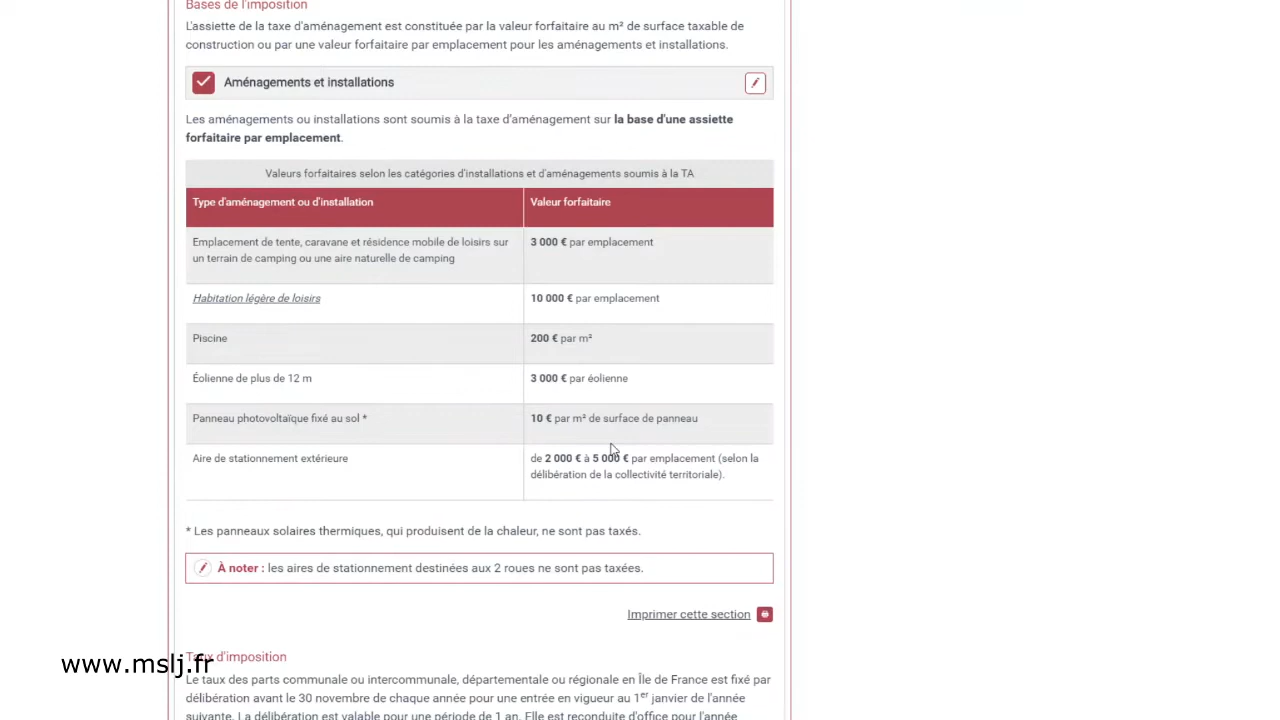 Bases de l'imposition
L'assiette de la taxe d'aménagement est constituée par la valeur forfaitaire au m² de surface taxable de
construction ou par une valeur forfaitaire par emplacement pour les aménagements et installations.
Aménagements et installations
Les aménagements ou installations sont soumis à la taxe d'aménagement sur la base d'une assiette
forfaitaire par emplacement.
Valeurs forfaitaires selon les catégories d'installations et d'aménagements soumis à la TA
Type d'aménagement ou d'installation Valeur forfaitaire
Emplacement de tente, caravane et résidence mobile de loisirs sur 3 000 € par emplacement
un terrain de camping ou une aire naturelle de camping
Habitation légère de loisirs 10 000 € par emplacement
Piscine 200 € par m²
Éolienne de plus de 12 m 3 000 € par éolienne
Panneau photovoltaïque fixé au sol * 10 € par m² de surface de panneau
Aire de stationnement extérieure de 2 000 € à 5 000 € par emplacement (selon la
délibération de la collectivité territoriale).
* Les panneaux solaires thermiques, qui produisent de la chaleur, ne sont pas taxés.
À noter : les aires de stationnement destinées aux 2 roues ne sont pas taxées.
Imprimer cette section
Taux d'imposition
www.mslj.fr
Le taux des parts communale ou intercommunale, départementale ou régionale en Île de France est fixé par
délibération avant le 30 novembre de chaque année pour une entrée en vigueur au 1er janvier de l'année
suivante. La délibération est valable pour une période de 1 an. Elle est reconduite d'office pour l'année